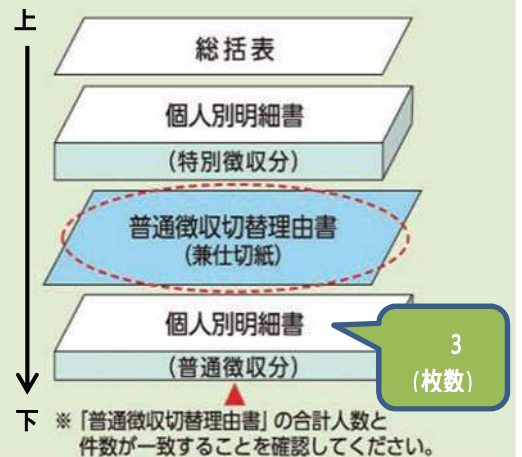 上
総括表
個人別明細書
(特別徴収分)
普通徴収切替理由書
(兼仕切紙)
個人別明細書
(普通徴収分)
3
(枚数)
下
※「普通徴収切替理由書」の合計人数と
件数が一致することを確認してください。